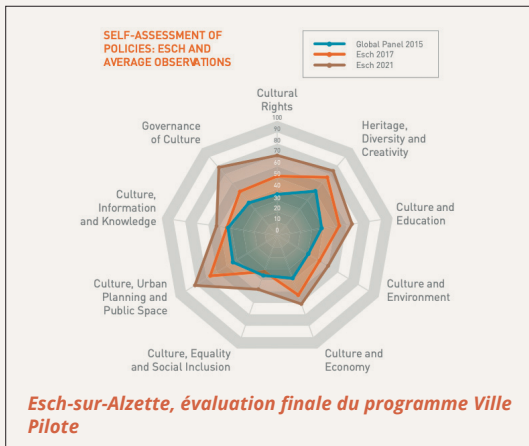 SELF-ASSESSMENT OF
POLICIES: ESCH AND
AVERAGE OBSERVATIONS
Global Panel 2015
Esch 2017
Esch 2021
Cultural
Rights
Governance
of Culture
Heritage,
Diversity and
Creativity
100
90
80
70
60
50
40
30
20
10
0
Culture,
Information
and Knowledge
Culture and
Education
Culture, Urban
Planning and
Public Space
Culture and
Environment
Culture, Equality
and Social Inclusion
Culture and
Economy
Esch-sur-Alzette, évaluation finale du programme Ville
Pilote